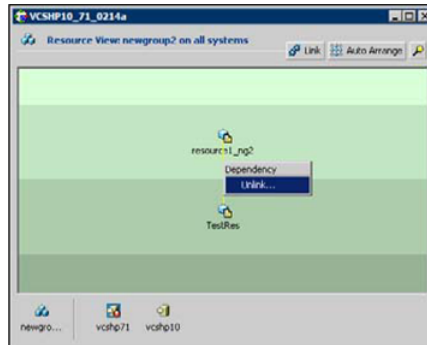 VCSHP10_71_0214a
Resource View: newgroup2 on all systems
Link
Auto Arrange
resource1_ng2
Dependency
Unlink...
TestRes
newgro...
vcshp71
vcshp10